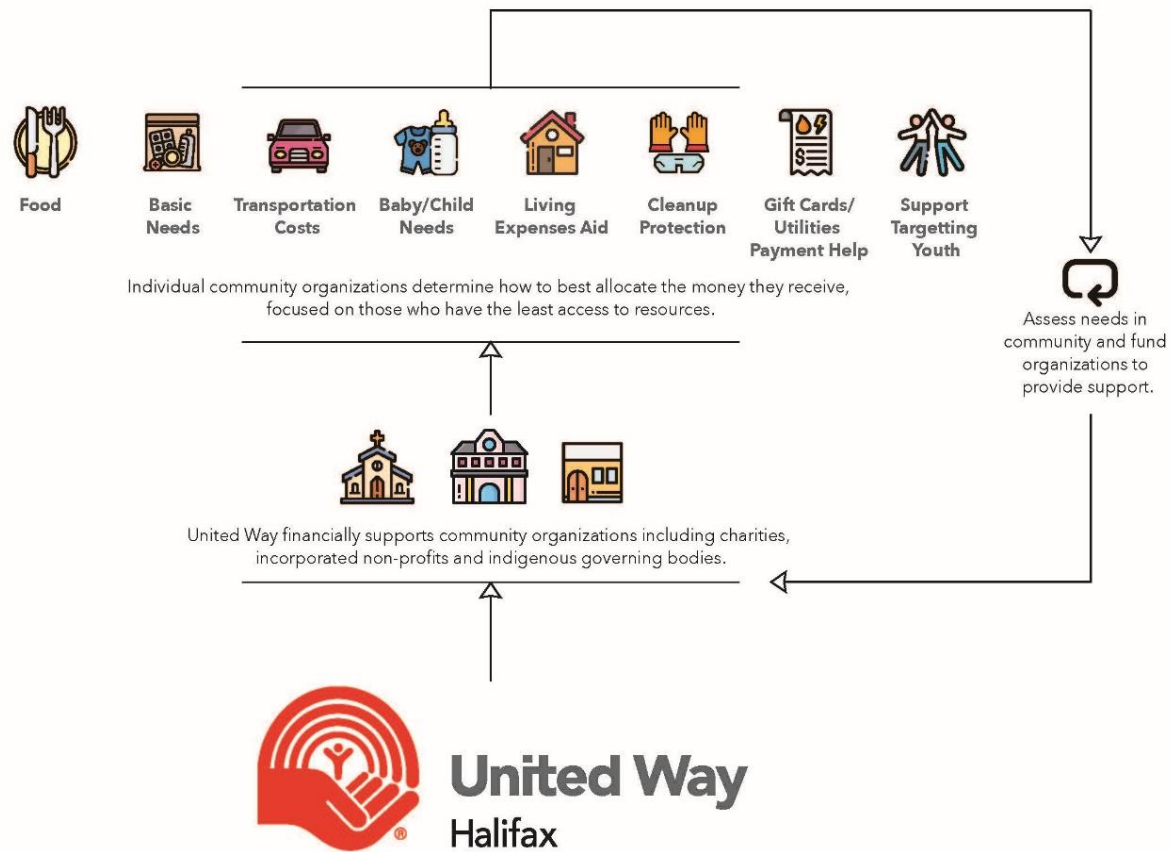 Food
Basic
Needs
Transportation
Costs
Baby/Child
Needs
Living
Expenses Aid
Cleanup
Protection
Gift Cards/
Utilities
Payment Help
Support
Targetting
Youth
Individual community organizations determine how to best allocate the money they receive,
focused on those who have the least access to resources.
Assess needs in
community and fund
organizations to
provide support.
United Way financially supports community organizations including charities,
incorporated non-profits and indigenous governing bodies.
®
United Way
Halifax